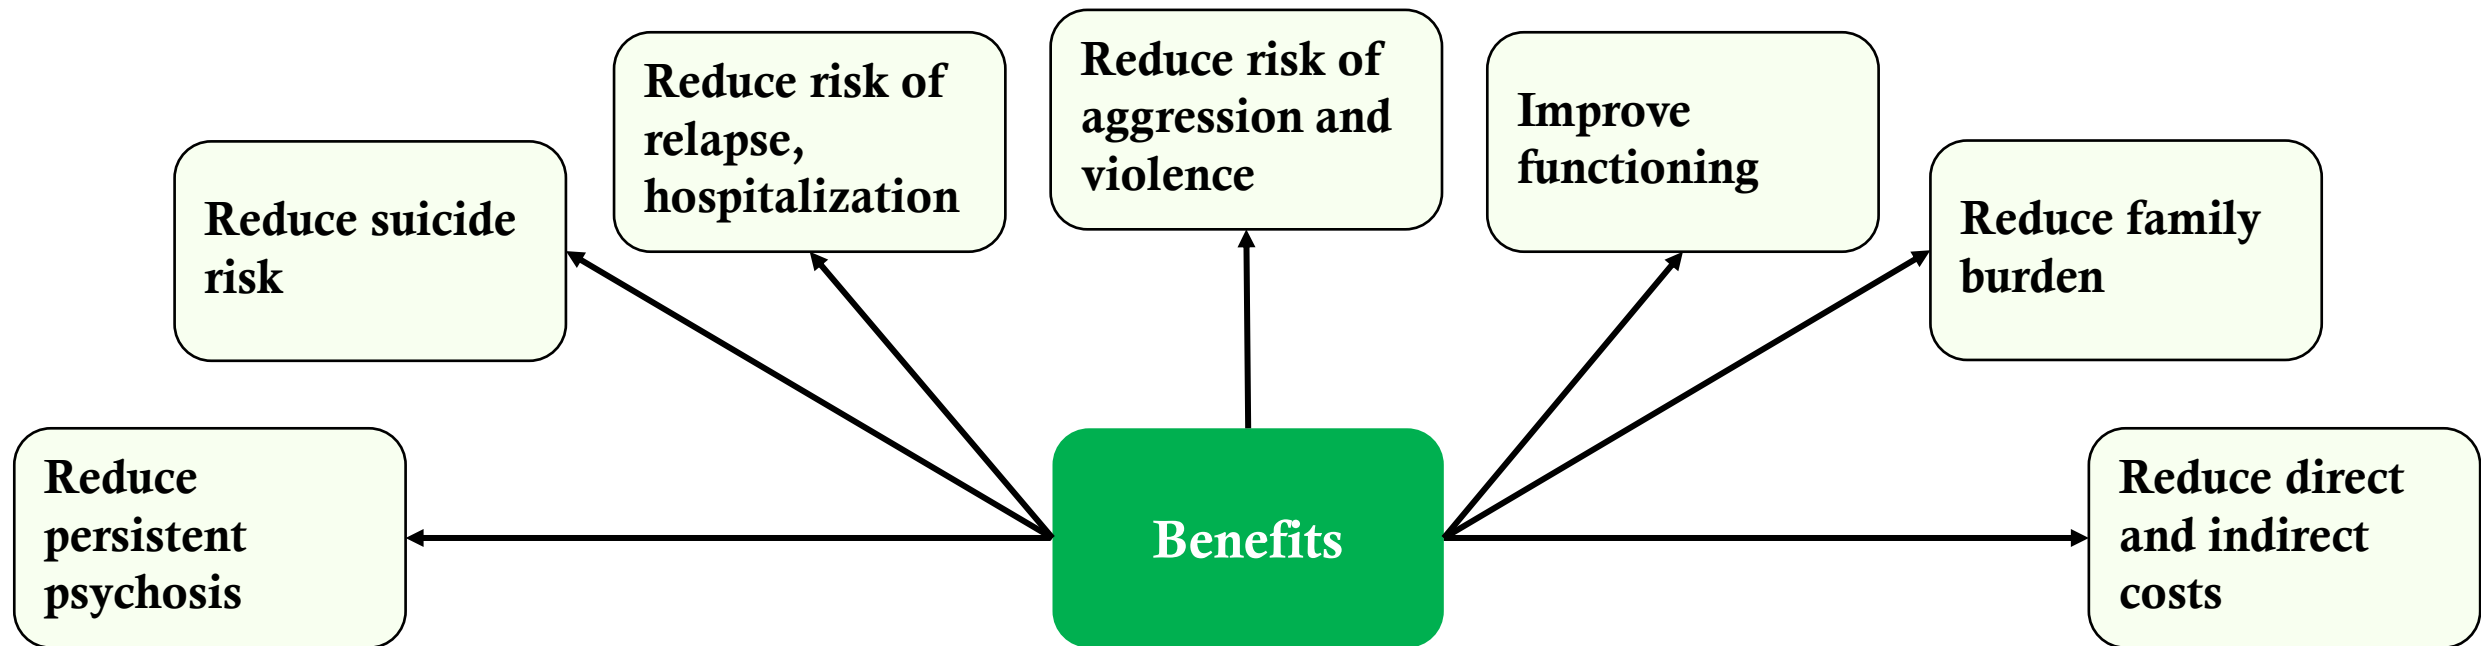 Reduce persistent
psychosis
Reduce suicide
risk
Reduce risk of
relapse,
hospitalization
Reduce risk of
aggression and
violence
Improve
functioning
Reduce family
burden
Reduce direct
and indirect
costs
Benefits